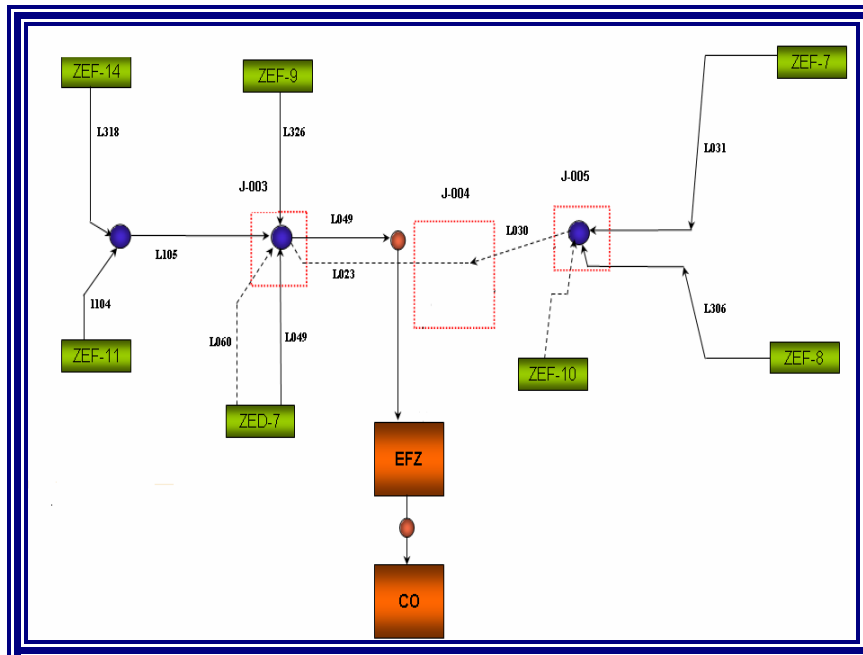 ZEF-14
ZEF-9
ZEF-7
L318
L326
L031
J-003
J-004
J-005
L049
L030
L105
L023
1104
L306
L060
L049
ZEF-11
ZEF-10
ZEF-8
ZED-7
EFZ
CO